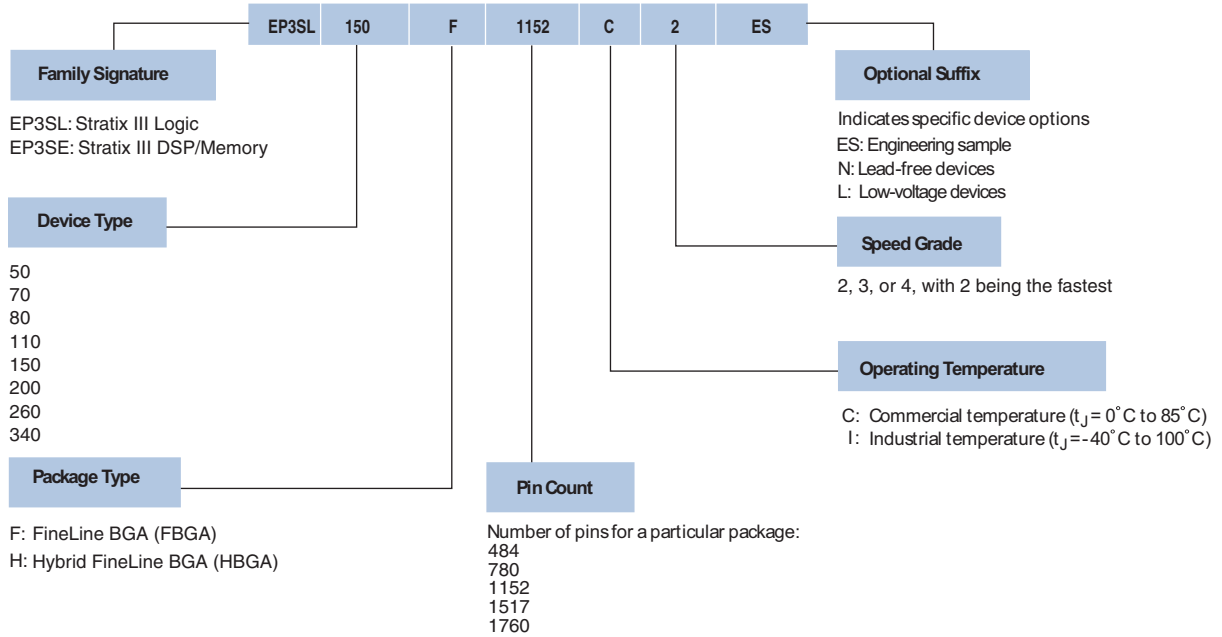 EP3SL 150 F 1152 C 2 ES
Family Signature
EP3SL: Stratix III Logic
EP3SE: Stratix III DSP/Memory
Device Type
50
70
80
110
150
200
260
340
Package Type
F: FineLine BGA (FBGA)
H: Hybrid FineLine BGA (HBGA)
Pin Count
Number of pins for a particular package:
484
780
1152
1517
1760
Optional Suffix
Indicates specific device options
ES: Engineering sample
N: Lead-free devices
L: Low-voltage devices
Speed Grade
2, 3, or 4, with 2 being the fastest
Operating Temperature
C: Commercial temperature (tJ = 0°C to 85°C)
I: Industrial temperature (tJ = -40°C to 100°C)